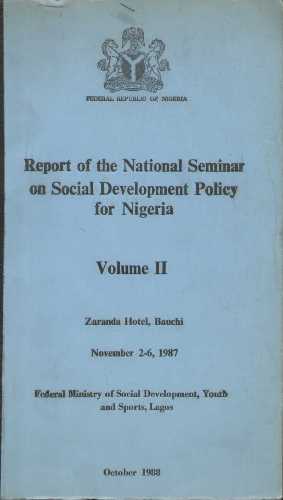 FEDERAL REPUBLIC OF NIGERIA
Report of the National Seminar
on Social Development Policy
for Nigeria
Volume II
Zaranda Hotel, Bauchi
November 2-6, 1987
Federal Ministry of Social Development, Youth
and Sports, Lagos
October 1988